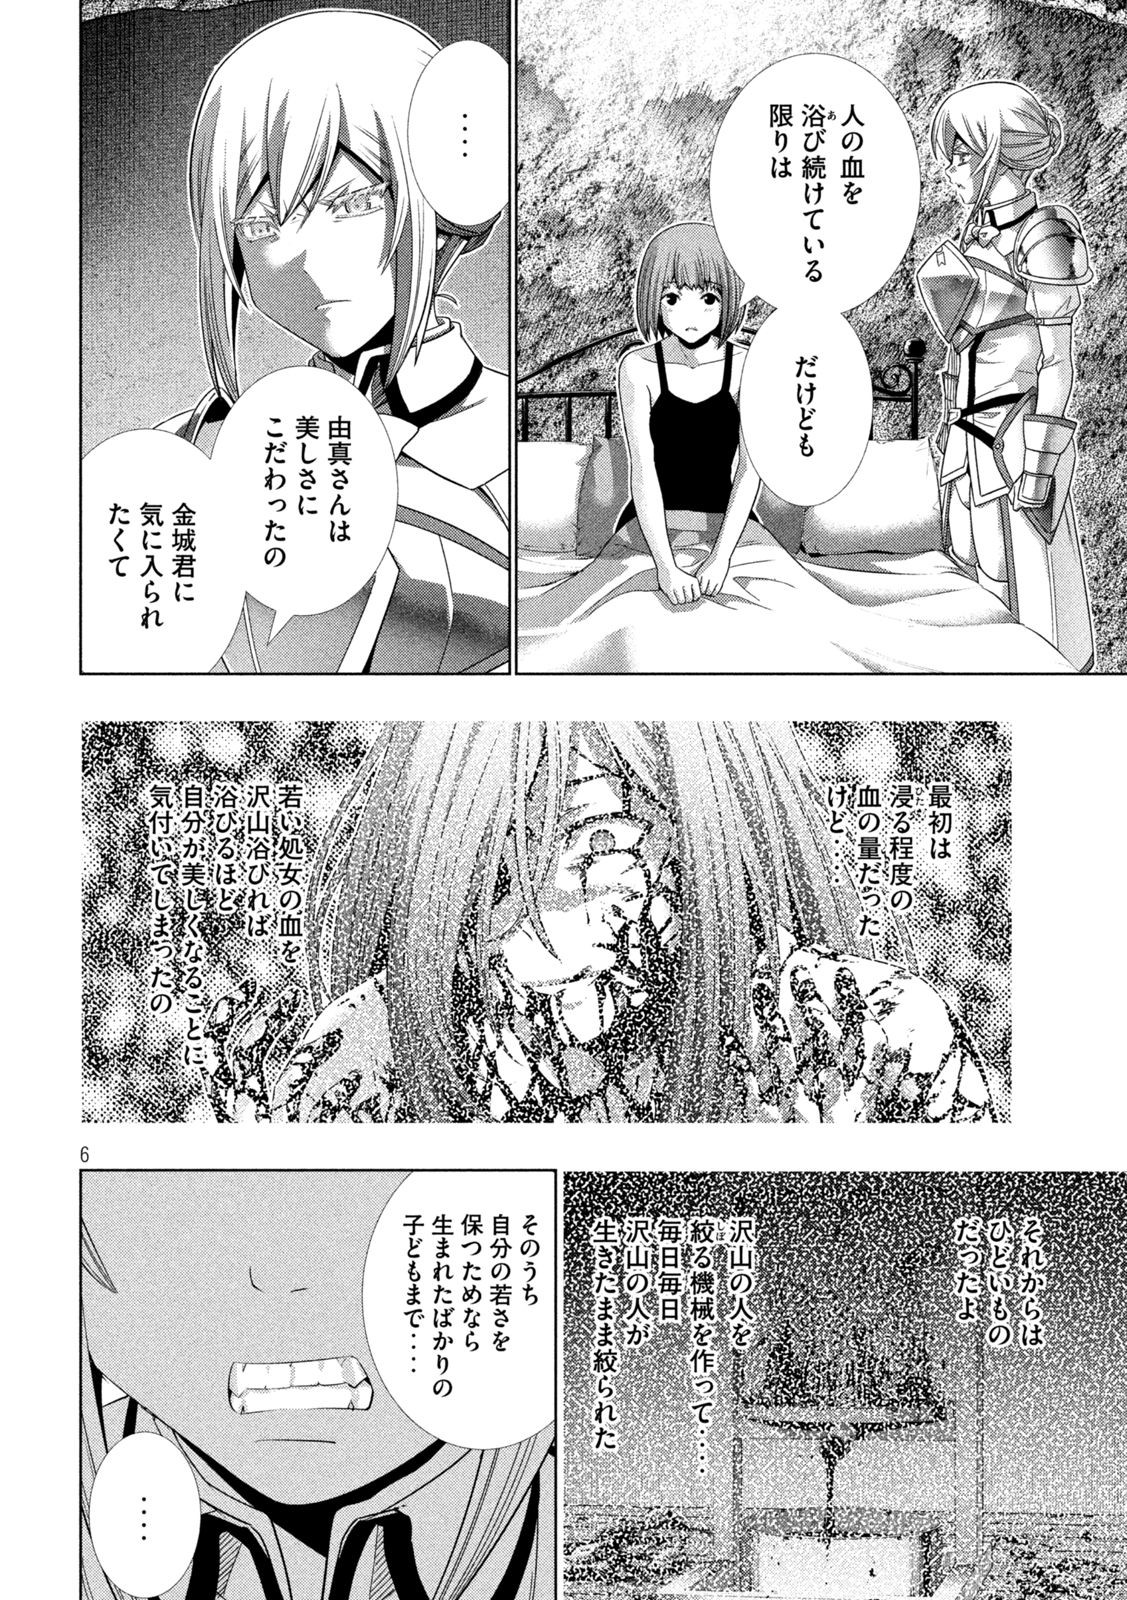 人の血を
浴び続けている
限りは
だけども
‥‥
由真さんは
美しさに
こだわったの
金城君に
気に入られ
たくて
最初は
浸る程度の
血の量だった
けど‥‥
若い処女の血を
沢山浴びれば
浴びるほど
自分が美しくなることに
気付いてしまったの
それからは
ひどいもの
だったよ
沢山の人を
絞る機械を作って‥‥
毎日毎日
沢山の人が
生きたまま絞られた
そのうち
自分の若さを
保つためなら
生まれたばかりの
子どもまで‥‥
‥‥
6